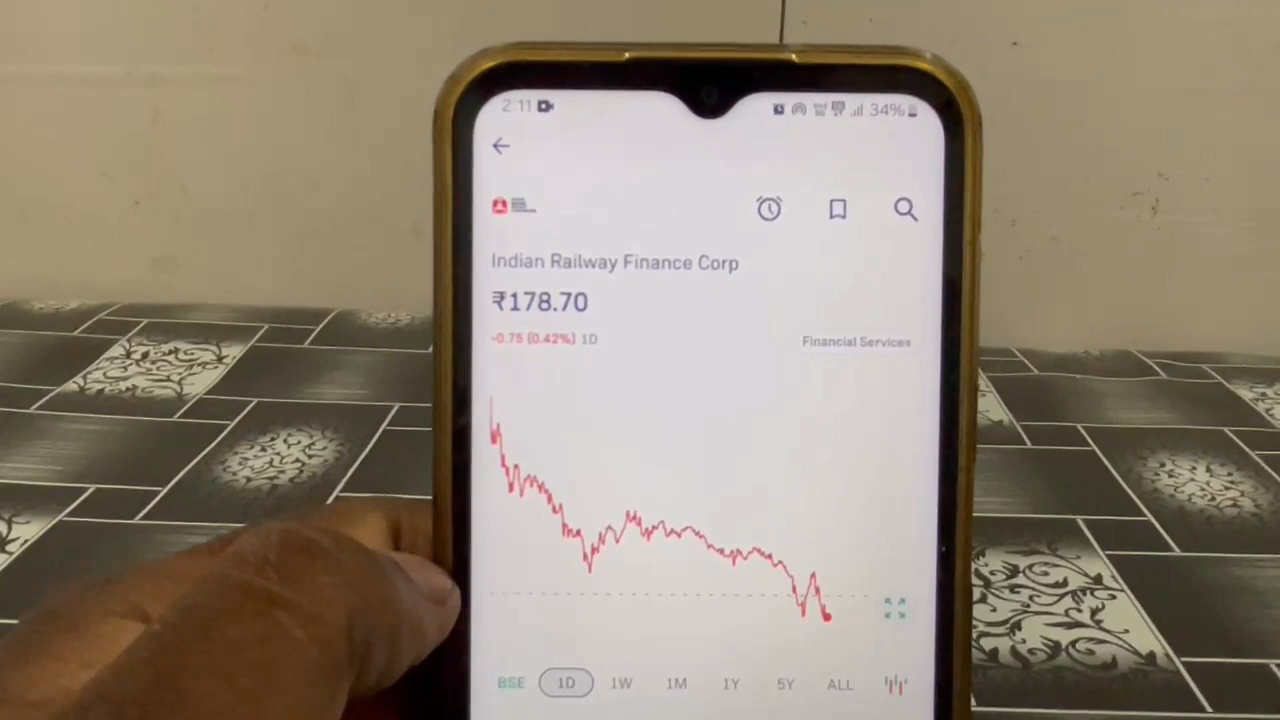 2:11
34%
Indian Railway Finance Corp
₹178.70
-0.75 (0.42%) 1D
Financial Services
BSE 1D 1W 1M 1Y 5Y ALL